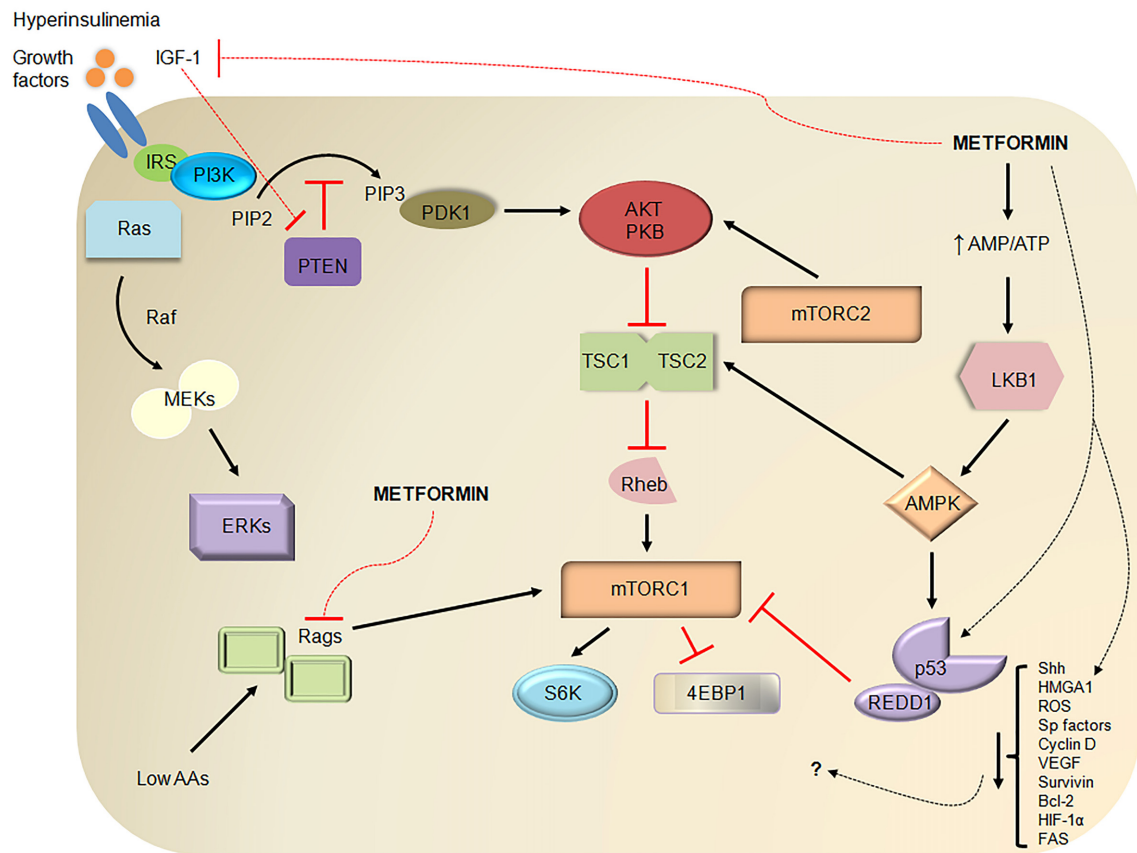 Hyperinsulinemia
Growth
factors
IGF-1
METFORMIN
IRS
PI3K
PIP2
PIP3
PDK1
AKT
PKB
Ras
PTEN
↑ AMP/ATP
Raf
mTORC2
TSC1
TSC2
LKB1
MEKs
Rheb
METFORMIN
AMPK
ERKs
mTORC1
Rags
p53
S6K
4EBP1
REDD1
Shh
HMGA1
ROS
Sp factors
Cyclin D
VEGF
Survivin
Bcl-2
HIF-1α
FAS
Low AAs
?